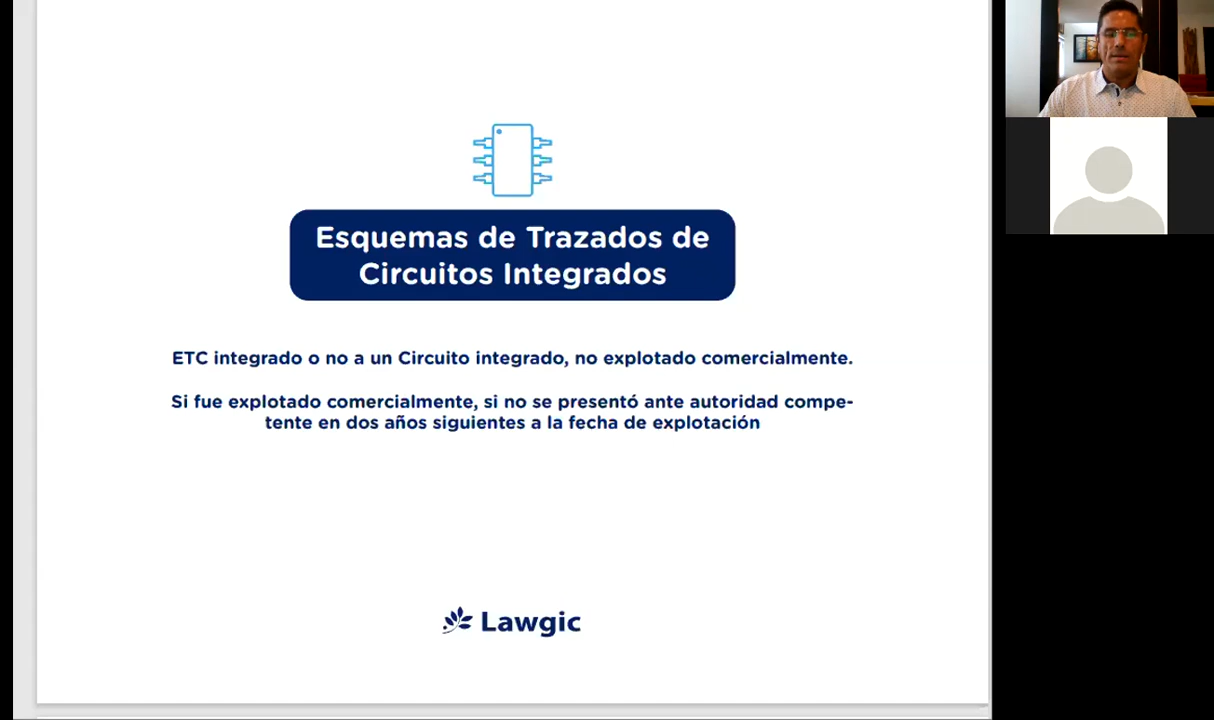 Esquemas de Trazados de
Circuitos Integrados
ETC integrado o no a un Circuito integrado, no explotado comercialmente.
Si fue explotado comercialmente, si no se presentó ante autoridad compe-
tente en dos años siguientes a la fecha de explotación
Lawgic